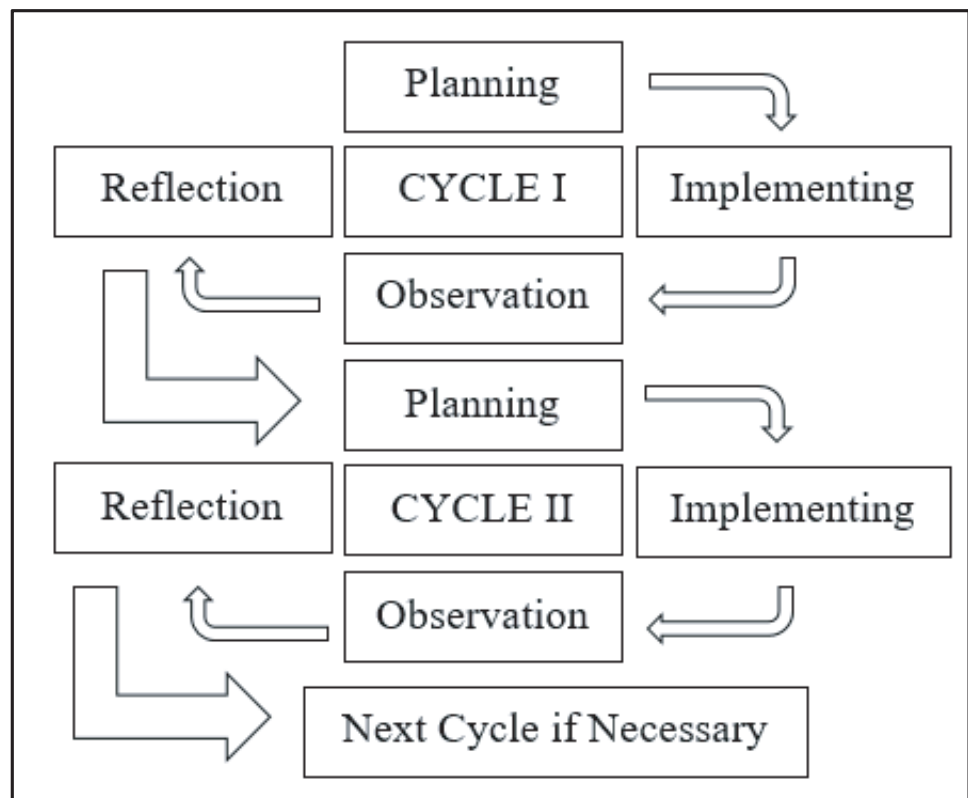 Planning
Reflection
CYCLE I
Implementing
Observation
Planning
Reflection
CYCLE II
Implementing
Observation
Next Cycle if Necessary